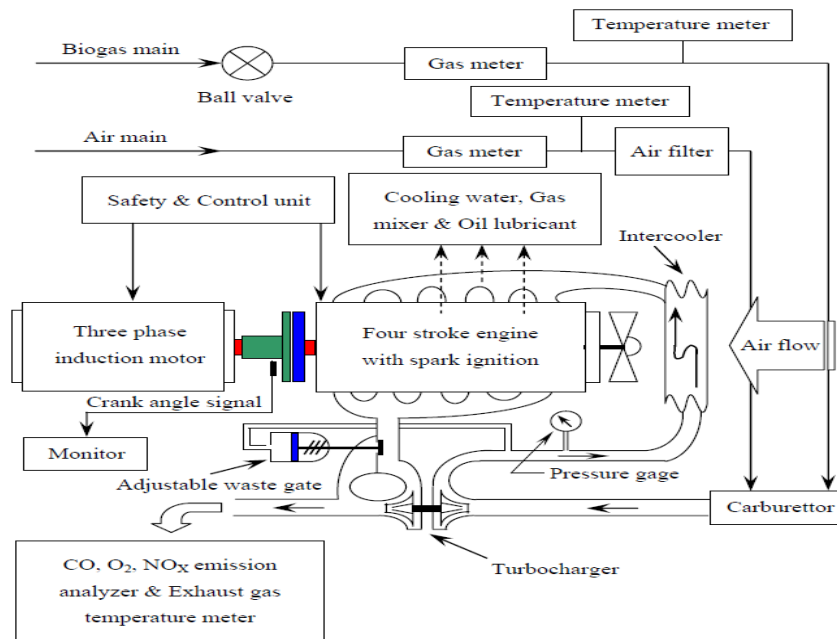 Temperature meter
Biogas main
Gas meter
Ball valve
Temperature meter
Air main
Gas meter
Air filter
Safety & Control unit
Cooling water, Gas
mixer & Oil lubricant
Intercooler
Three phase
induction motor
Four stroke engine
with spark ignition
Air flow
Crank angle signal
Monitor
Adjustable waste gate
Pressure gage
Carburettor
Turbocharger
CO, O₂, NOX emission
analyzer & Exhaust gas
temperature meter